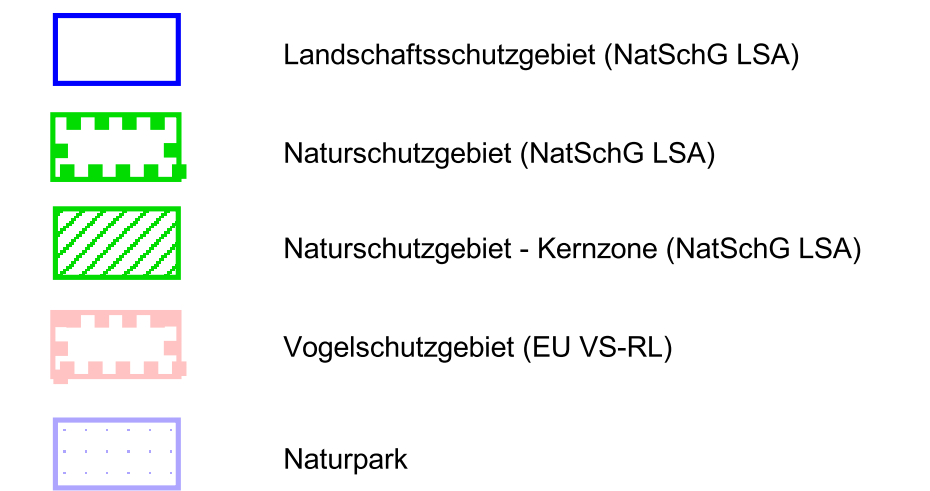 Landschaftsschutzgebiet (NatSchG LSA)
Naturschutzgebiet (NatSchG LSA)
Naturschutzgebiet - Kernzone (NatSchG LSA)
Vogelschutzgebiet (EU VS-RL)
Naturpark